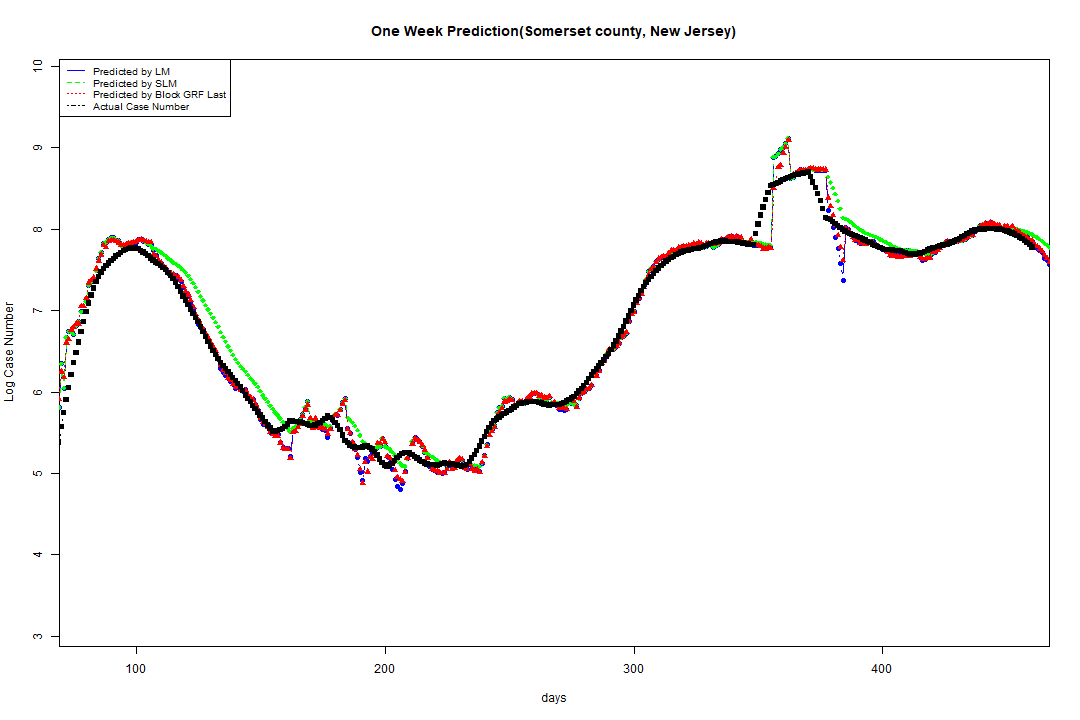 One Week Prediction(Somerset county, New Jersey)
Predicted by LM
Predicted by SLM
Predicted by Block GRF Last
Actual Case Number
Log Case Number
10
9
8
7
6
5
4
3
100 200 300 400
days